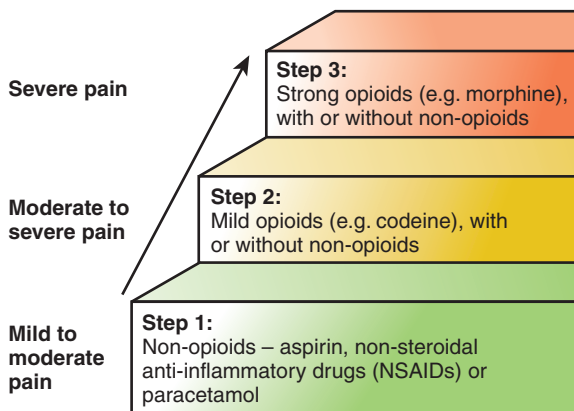 Severe pain
Step 3:
Strong opioids (e.g. morphine),
with or without non-opioids
Moderate to
severe pain
Step 2:
Mild opioids (e.g. codeine), with
or without non-opioids
Mild to
moderate
pain
Step 1:
Non-opioids – aspirin, non-steroidal
anti-inflammatory drugs (NSAIDs) or
paracetamol